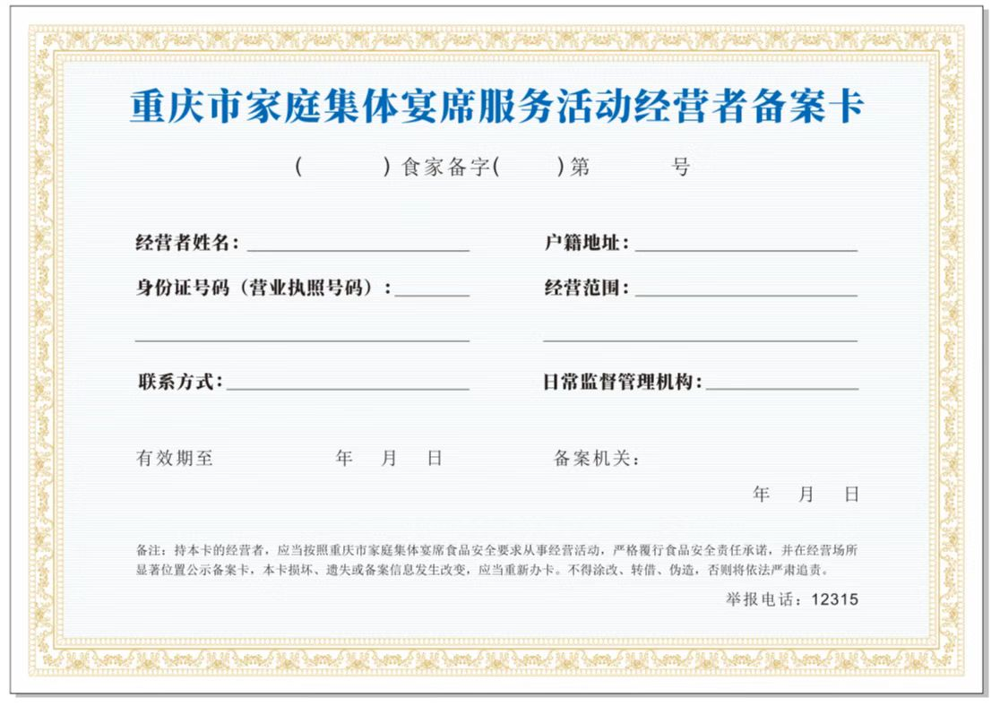 重庆市家庭集体宴席服务活动经营者备案卡
(　　　　)食家备字(　　　)第　　　　号
经营者姓名：__________ 户籍地址：__________
身份证号码（营业执照号码）：____ 经营范围：__________
联系方式：__________ 日常监督管理机构：__________
有效期至　　　　年　月　日　　　　备案机关：
年　月　日
备注：持本卡的经营者，应当按照重庆市家庭集体宴席食品安全要求从事经营活动，严格覆行食品安全责任承诺，并在经营场所
显著位置公示备案卡，本卡损坏、遗失或备案信息发生改变，应当重新办卡。不得涂改、转借、伪造，否则将依法严肃追责。
举报电话：12315